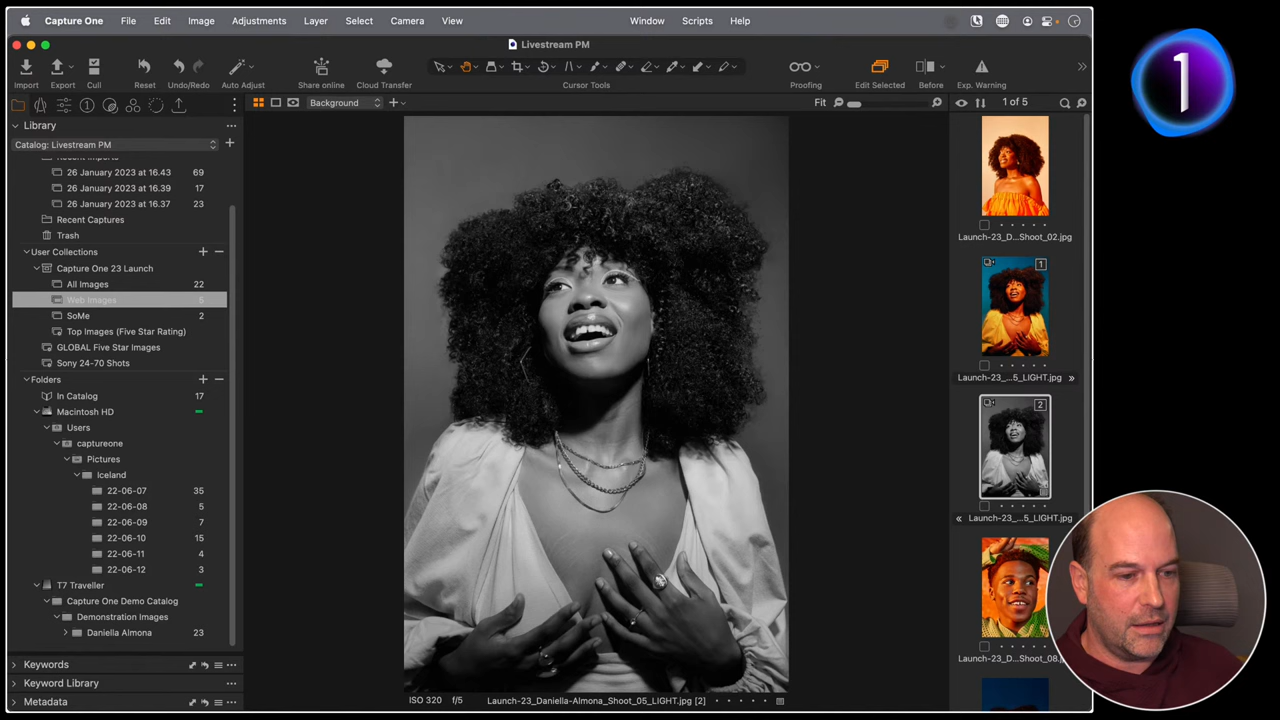 Capture One File Edit Image Adjustments Layer Select Camera View Window Scripts Help
Livestream PM
Import Export Cull Reset Undo/Redo Auto Adjust Share online Cloud Transfer Cursor Tools Proofing Edit Selected Before Exp. Warning
Background Fit 1 of 5
Library
Catalog: Livestream PM
26 January 2023 at 16.43 69
26 January 2023 at 16.39 17
26 January 2023 at 16.37 23
Recent Captures
Trash
User Collections
Capture One 23 Launch
All Images 22
Web Images 5
SoMe 2
Top Images (Five Star Rating)
GLOBAL Five Star Images
Sony 24-70 Shots
Folders
In Catalog 17
Macintosh HD
Users
captureone
Pictures
Iceland
22-06-07 35
22-06-08 5
22-06-09 7
22-06-10 15
22-06-11 4
22-06-12 3
T7 Traveller
Capture One Demo Catalog
Demonstration Images
Daniella Almona 23
Keywords
Key­word Library
Metadata
ISO 320 f/5 Launch-23_Daniella-Almona_Shoot_05_LIGHT.jpg [2]
Launch-23_D...Shoot_02.jpg
1
Launch-23_...5_LIGHT.jpg
2
Launch-23_...5_LIGHT.jpg
Launch-23_D...Shoot_08.
1